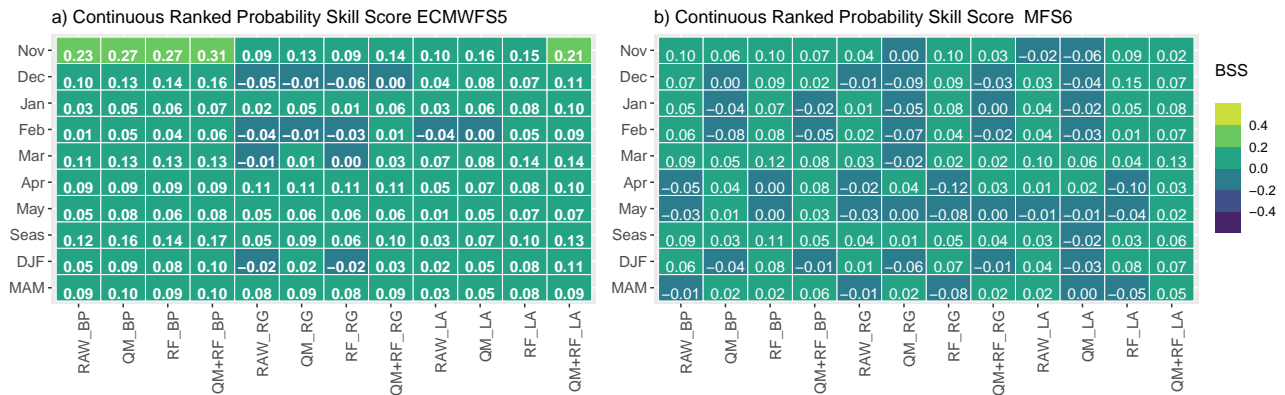 a) Continuous Ranked Probability Skill Score ECMWFS5
Nov 0.23 0.27 0.27 0.31 0.09 0.13 0.09 0.14 0.10 0.16 0.15 0.21
Dec 0.10 0.13 0.14 0.16 −0.05 −0.01 −0.06 0.00 0.04 0.08 0.07 0.11
Jan 0.03 0.05 0.06 0.07 0.02 0.05 0.01 0.06 0.03 0.06 0.08 0.10
Feb 0.01 0.05 0.04 0.06 −0.04 −0.01 −0.03 0.01 −0.04 0.00 0.05 0.09
Mar 0.11 0.13 0.13 0.13 −0.01 0.01 0.00 0.03 0.07 0.08 0.14 0.14
Apr 0.09 0.09 0.09 0.09 0.11 0.11 0.11 0.11 0.05 0.07 0.08 0.10
May 0.05 0.08 0.06 0.08 0.05 0.06 0.06 0.06 0.01 0.05 0.07 0.07
Seas 0.12 0.16 0.14 0.17 0.05 0.09 0.06 0.10 0.03 0.07 0.10 0.13
DJF 0.05 0.09 0.08 0.10 −0.02 0.02 −0.02 0.03 0.02 0.05 0.08 0.11
MAM 0.09 0.10 0.09 0.10 0.08 0.09 0.08 0.09 0.03 0.05 0.08 0.09
RAW_BP QM_BP RF_BP QM+RF_BP RAW_RG QM_RG RF_RG QM+RF_RG RAW_LA QM_LA RF_LA QM+RF_LA
b) Continuous Ranked Probability Skill Score MFS6
Nov 0.10 0.06 0.10 0.07 0.04 0.00 0.10 0.03 −0.02 −0.06 0.09 0.02
Dec 0.07 0.00 0.09 0.02 −0.01 −0.09 0.09 −0.03 0.03 −0.04 0.15 0.07
Jan 0.05 −0.04 0.07 −0.02 0.01 −0.05 0.08 0.00 0.04 −0.02 0.05 0.08
Feb 0.06 −0.08 0.08 −0.05 0.02 −0.07 0.04 −0.02 0.04 −0.03 0.01 0.07
Mar 0.09 0.05 0.12 0.08 0.03 −0.02 0.02 0.02 0.10 0.06 0.04 0.13
Apr −0.05 0.04 0.00 0.08 −0.02 0.04 −0.12 0.03 0.01 0.02 −0.10 0.03
May −0.03 0.01 0.00 0.03 −0.03 0.00 −0.08 0.00 −0.01 −0.01 −0.04 0.02
Seas 0.09 0.03 0.11 0.05 0.04 0.01 0.05 0.04 0.03 −0.02 0.03 0.06
DJF 0.06 −0.04 0.08 −0.01 0.01 −0.06 0.07 −0.01 0.04 −0.03 0.08 0.07
MAM −0.01 0.02 0.02 0.06 −0.01 0.02 −0.08 0.02 0.02 0.00 −0.05 0.05
RAW_BP QM_BP RF_BP QM+RF_BP RAW_RG QM_RG RF_RG QM+RF_RG RAW_LA QM_LA RF_LA QM+RF_LA
BSS
0.4
0.2
0.0
−0.2
−0.4